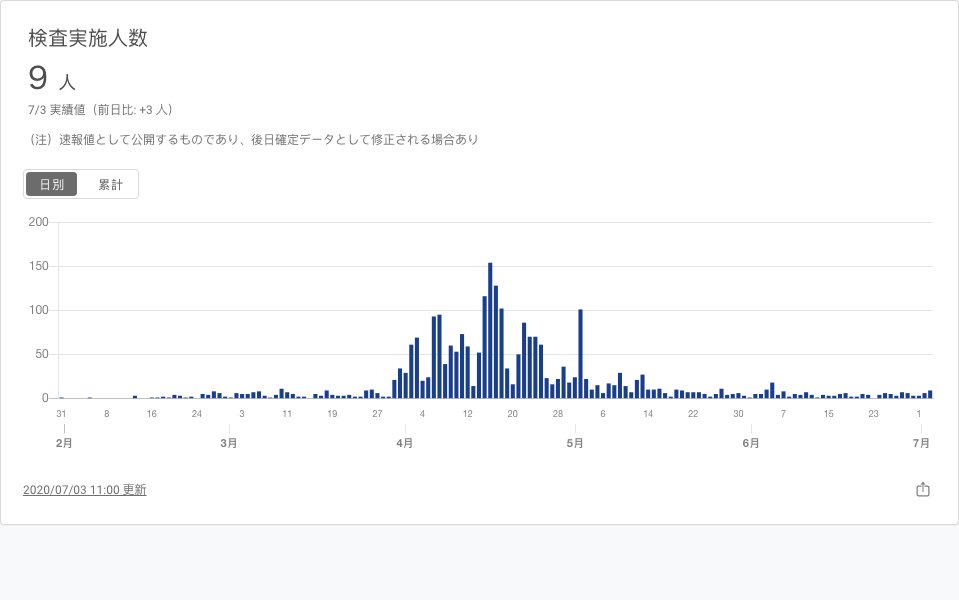 検査実施人数
9 人
7/3 実績値（前日比: +3 人）
（注）速報値として公開するものであり、後日確定データとして修正される場合あり
日別 累計
200
150
100
50
0
31 8 16 24 3 11 19 27 4 12 20 28 6 14 22 30 7 15 23 1
2月 3月 4月 5月 6月 7月
2020/07/03 11:00 更新